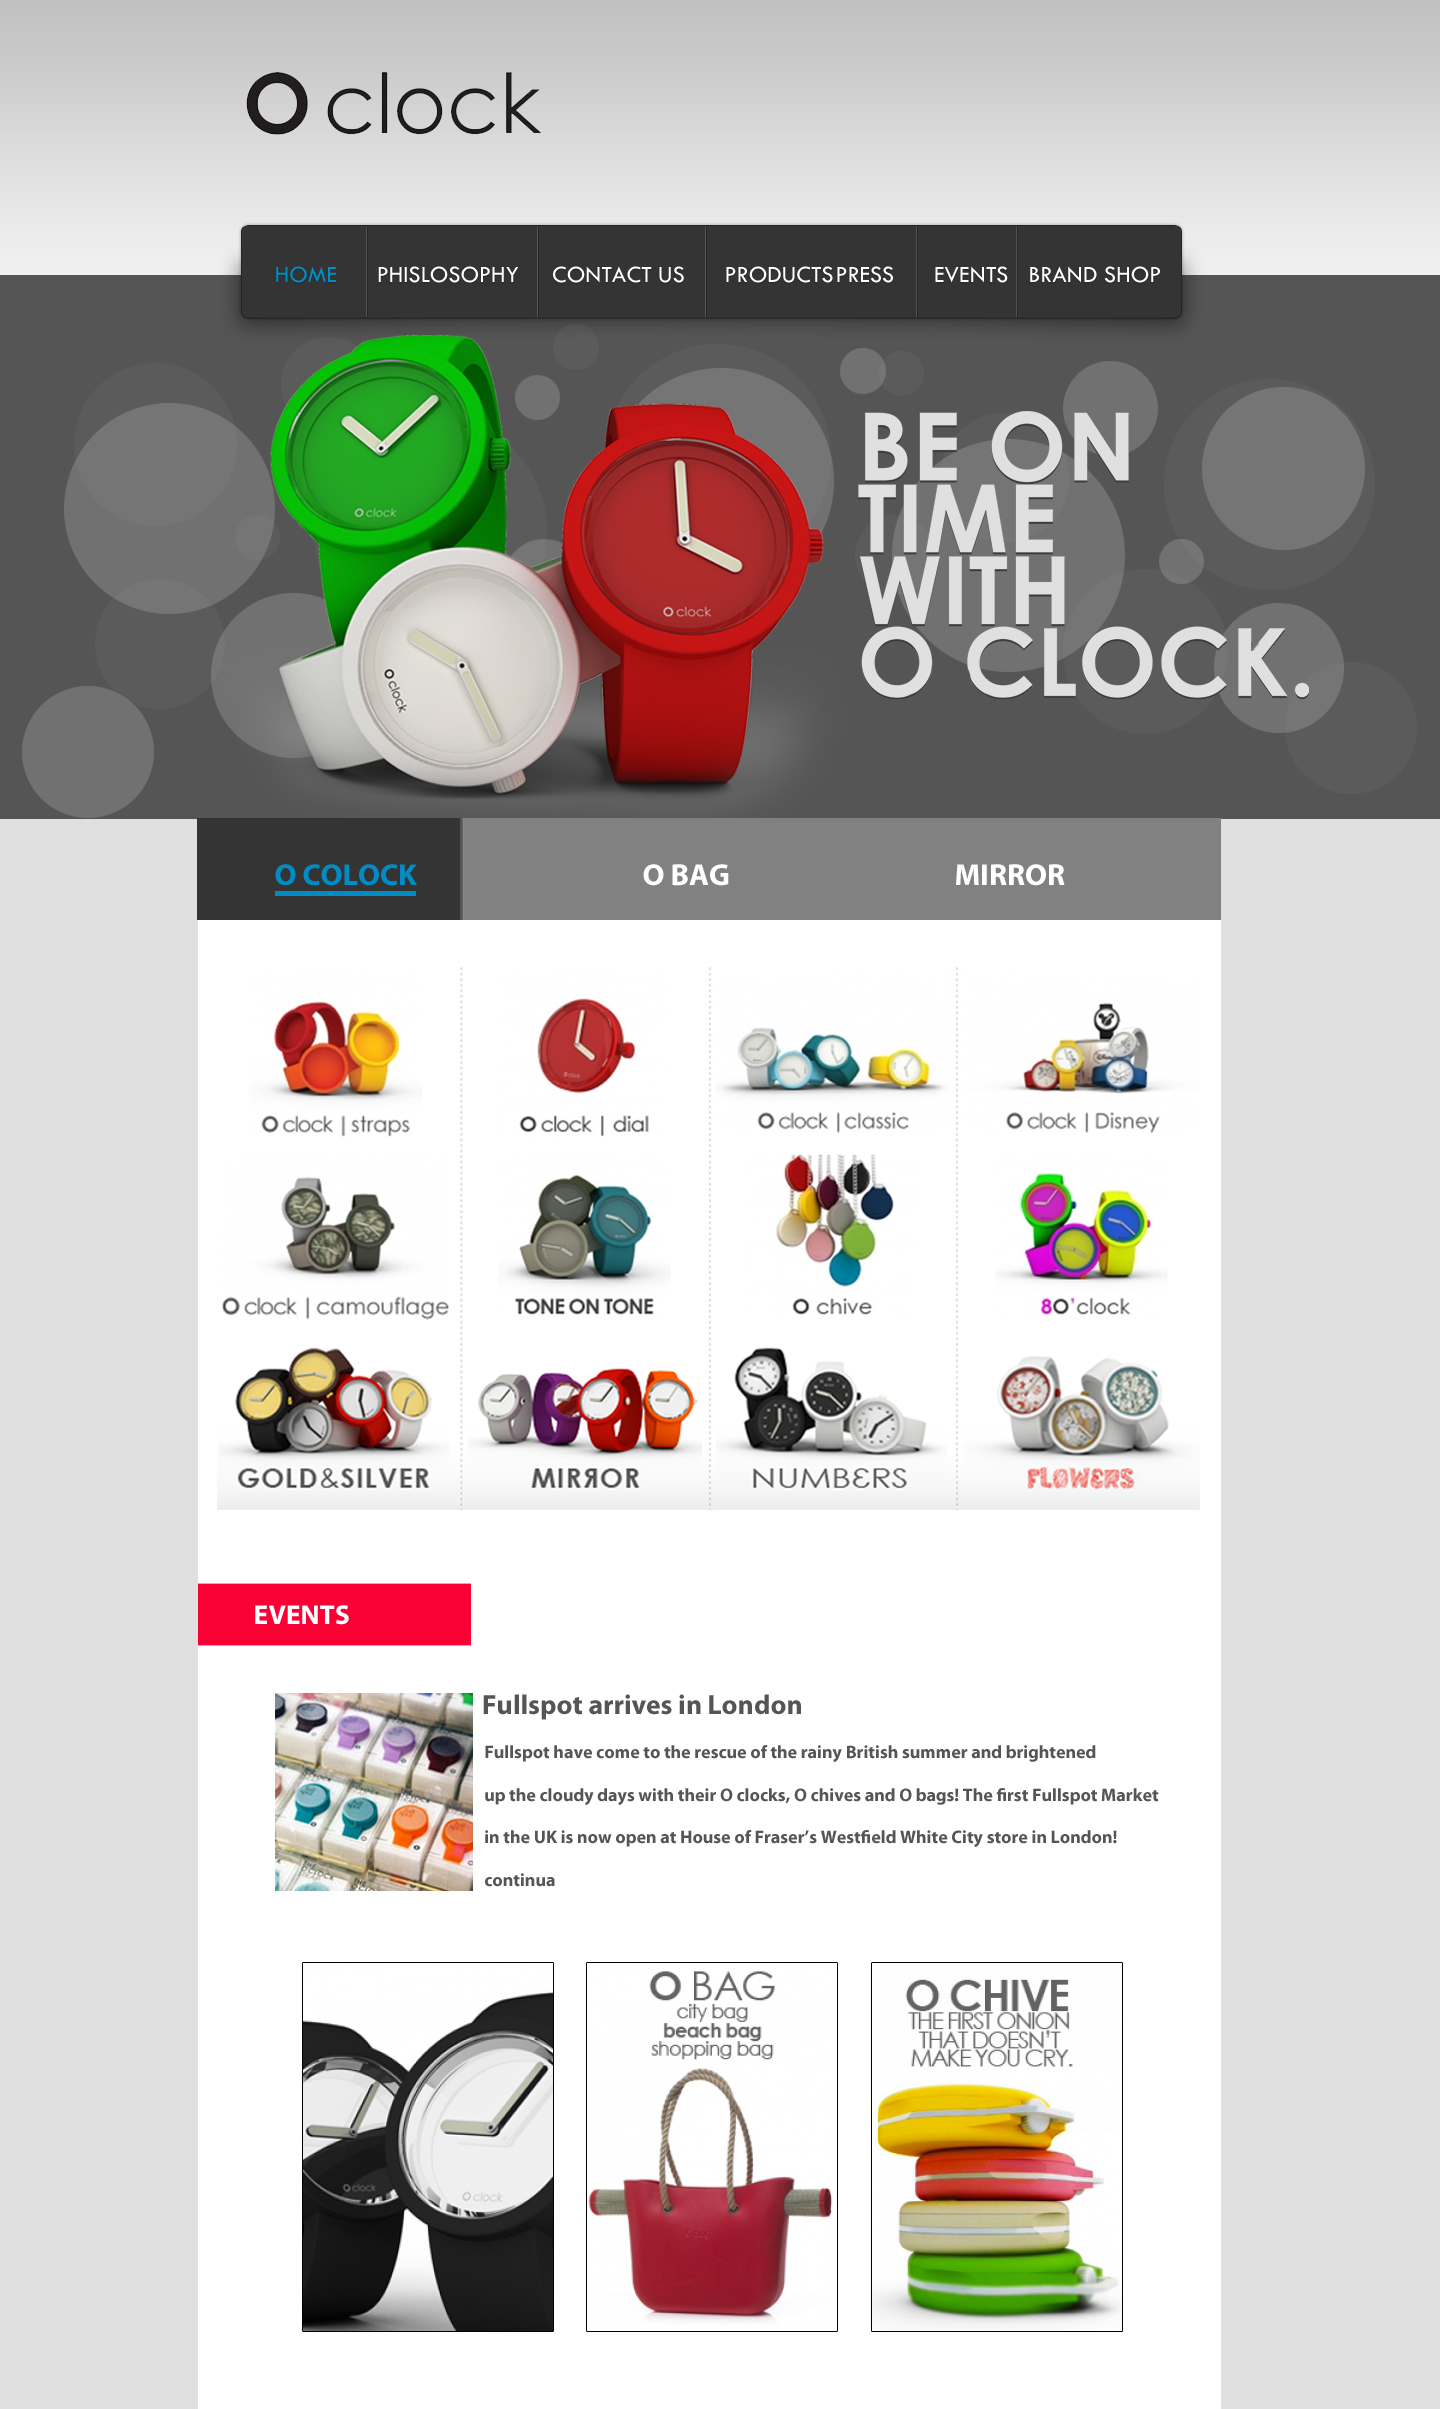 O clock
HOME PHISLOSOPHY CONTACT US PRODUCTS PRESS EVENTS BRAND SHOP
BE ON
TIME
WITH
O CLOCK.
O clock
O clock
O clock
O COLOCK O BAG MIRROR
O clock | straps
O clock | dial
O clock | classic
O clock | Disney
O clock | camouflage
TONE ON TONE
O chive
8O'clock
GOLD&SILVER
MIRЯOR
NUMBERS
FLOWERS
EVENTS
Fullspot arrives in London
Fullspot have come to the rescue of the rainy British summer and brightened
up the cloudy days with their O clocks, O chives and O bags! The first Fullspot Market
in the UK is now open at House of Fraser’s Westfield White City store in London!
continua
O clock
O clock
O BAG
city bag
beach bag
shopping bag
O CHIVE
THE FIRST ONION
THAT DOESN'T
MAKE YOU CRY.